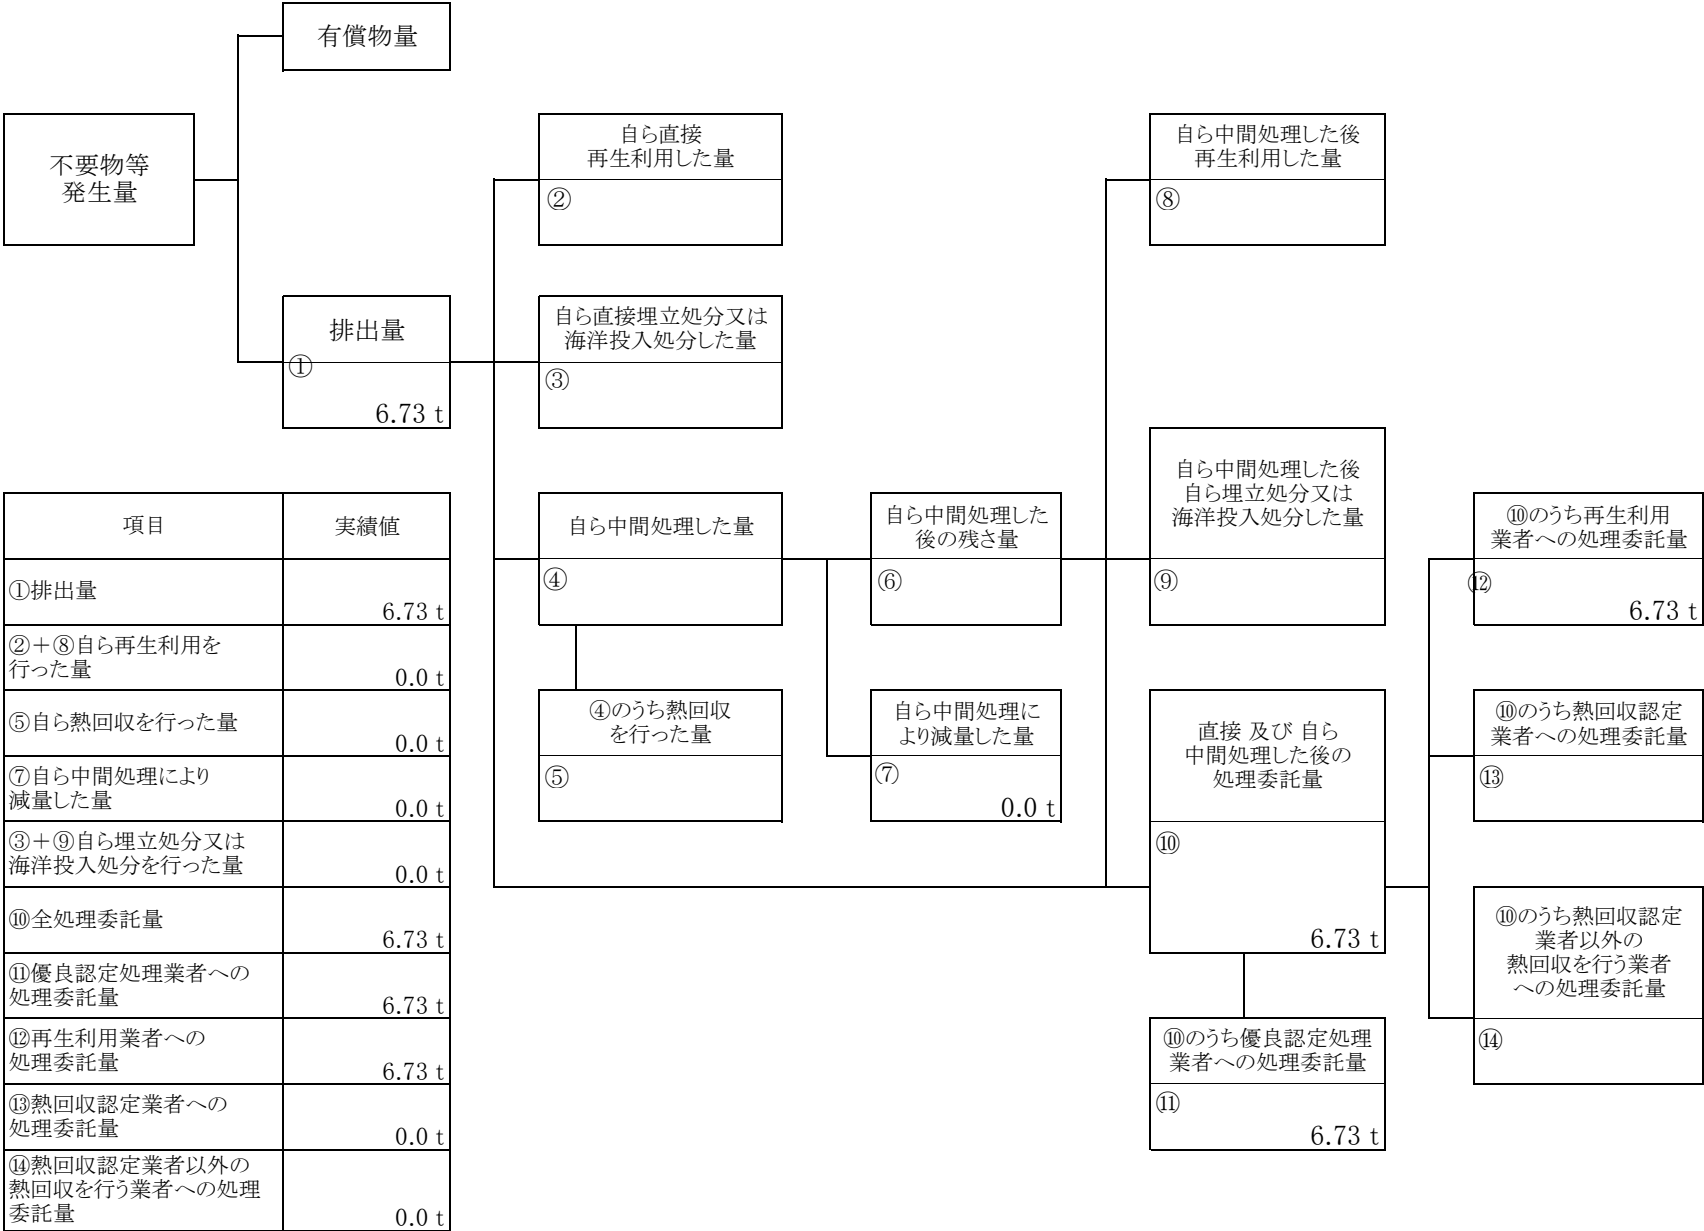 有償物量
不要物等
発生量
自ら直接
再生利用した量
②
自ら中間処理した後
再生利用した量
⑧
排出量
①
6.73 t
自ら直接埋立処分又は
海洋投入処分した量
③
自ら中間処理した量
④
自ら中間処理した
後の残さ量
⑥
自ら中間処理した後
自ら埋立処分又は
海洋投入処分した量
⑨
⑩のうち再生利用
業者への処理委託量
⑫
6.73 t
④のうち熱回収
を行った量
⑤
自ら中間処理に
より減量した量
⑦
0.0 t
直接 及び 自ら
中間処理した後の
処理委託量
⑩
6.73 t
⑩のうち熱回収認定
業者への処理委託量
⑬
⑩のうち熱回収認定
業者以外の
熱回収を行う業者
への処理委託量
⑭
⑩のうち優良認定処理
業者への処理委託量
⑪
6.73 t
項目 実績値
①排出量
6.73 t
②＋⑧自ら再生利用を
行った量
0.0 t
⑤自ら熱回収を行った量
0.0 t
⑦自ら中間処理により
減量した量
0.0 t
③＋⑨自ら埋立処分又は
海洋投入処分を行った量
0.0 t
⑩全処理委託量
6.73 t
⑪優良認定処理業者への
処理委託量
6.73 t
⑫再生利用業者への
処理委託量
6.73 t
⑬熱回収認定業者への
処理委託量
0.0 t
⑭熱回収認定業者以外の
熱回収を行う業者への処理
委託量
0.0 t